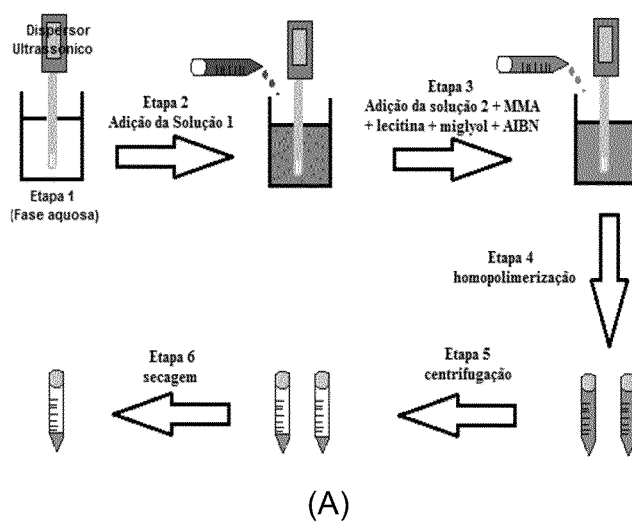 Dispersor
Ultrassônico
Etapa 1
(Fase aquosa)
Etapa 2
Adição da Solução 1
Etapa 3
Adição da solução 2 + MMA
+ lecitina + miglyol + AIBN
Etapa 4
homopolimerização
Etapa 5
centrifugação
Etapa 6
secagem
(A)